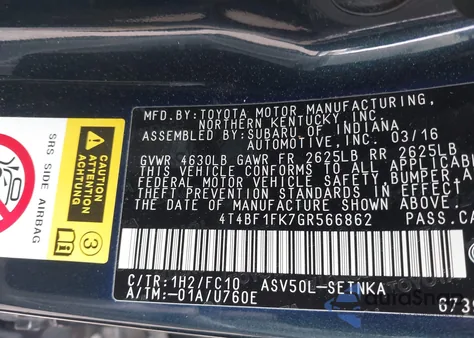 MFD. BY: TOYOTA MOTOR MANUFACTURING,
NORTHERN KENTUCKY, INC.
ASSEMBLED BY: SUBARU OF INDIANA
AUTOMOTIVE, INC. 03/16
GVWR 4630LB GAWR FR 2625LB RR 2625LB
THIS VEHICLE CONFORMS TO ALL APPLICABLE
FEDERAL MOTOR VEHICLE SAFETY, BUMPER AND
THEFT PREVENTION STANDARDS IN EFFECT
THE DATE OF MANUFACTURE SHOWN ABOVE.
4T4BF1FK7GR566862 PASS.CA
C/TR: 1H2/FC10 ASV50L-SETNKA
A/TM: -01A/U760E
6739
SRS SIDE AIRBAG
CAUTION
ATTENTION
ACHTUNG
3